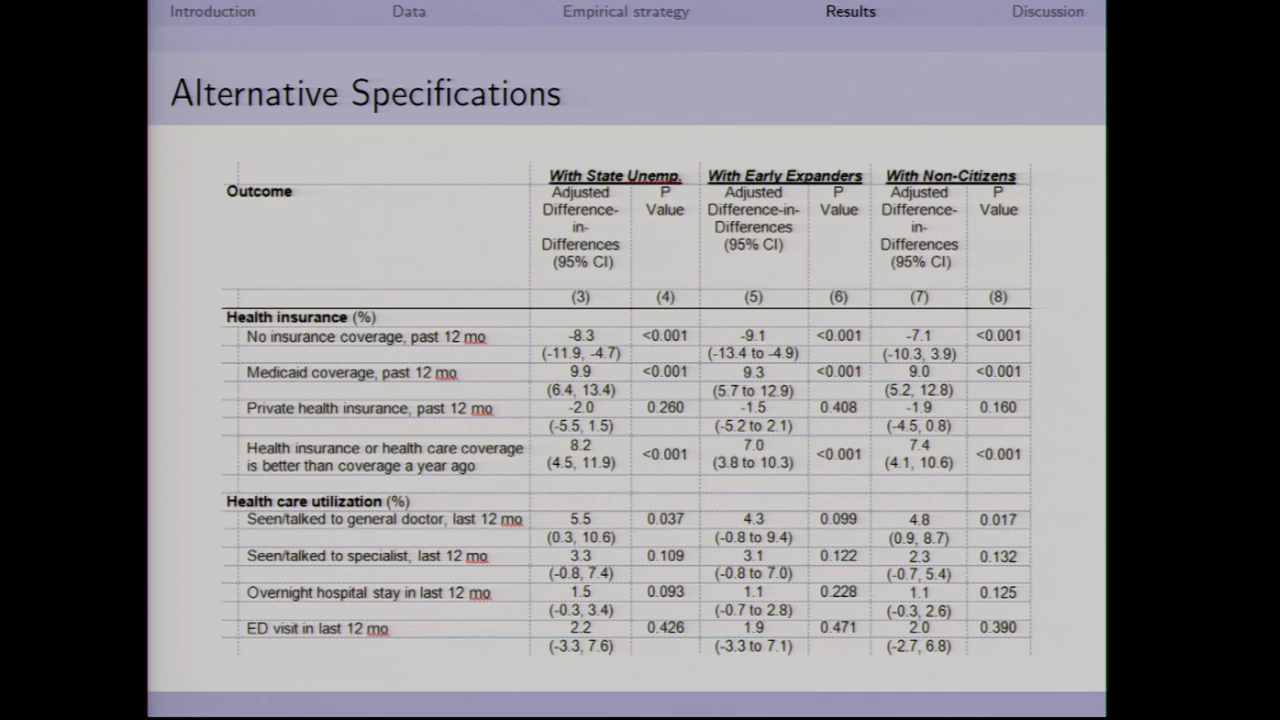 Introduction Data Empirical strategy Results Discussion
Alternative Specifications
With State Unemp. With Early Expanders With Non-Citizens
Outcome Adjusted P Adjusted P Adjusted P
Difference- Value Difference-in- Value Difference- Value
in- Differences in-
Differences (95% CI) Differences
(95% CI) (95% CI)
(3) (4) (5) (6) (7) (8)
Health insurance (%)
No insurance coverage, past 12 mo -8.3 <0.001 -9.1 <0.001 -7.1 <0.001
(-11.9, -4.7) (-13.4 to -4.9) (-10.3, 3.9)
Medicaid coverage, past 12 mo 9.9 <0.001 9.3 <0.001 9.0 <0.001
(6.4, 13.4) (5.7 to 12.9) (5.2, 12.8)
Private health insurance, past 12 mo -2.0 0.260 -1.5 0.408 -1.9 0.160
(-5.5, 1.5) (-5.2 to 2.1) (-4.5, 0.8)
Health insurance or health care coverage 8.2 <0.001 7.0 <0.001 7.4 <0.001
is better than coverage a year ago (4.5, 11.9) (3.8 to 10.3) (4.1, 10.6)
Health care utilization (%)
Seen/talked to general doctor, last 12 mo 5.5 0.037 4.3 0.099 4.8 0.017
(0.3, 10.6) (-0.8 to 9.4) (0.9, 8.7)
Seen/talked to specialist, last 12 mo 3.3 0.109 3.1 0.122 2.3 0.132
(-0.8, 7.4) (-0.8 to 7.0) (-0.7, 5.4)
Overnight hospital stay in last 12 mo 1.5 0.093 1.1 0.228 1.1 0.125
(-0.3, 3.4) (-0.7 to 2.8) (-0.3, 2.6)
ED visit in last 12 mo 2.2 0.426 1.9 0.471 2.0 0.390
(-3.3, 7.6) (-3.3 to 7.1) (-2.7, 6.8)